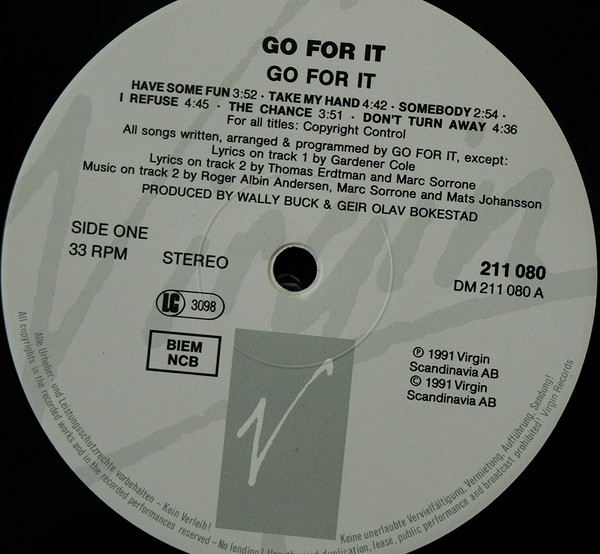 GO FOR IT
GO FOR IT
HAVE SOME FUN 3:52 · TAKE MY HAND 4:42 · SOMEBODY 2:54 ·
I REFUSE 4:45 · THE CHANCE 3:51 · DON'T TURN AWAY 4:36
For all titles: Copyright Control
All songs written, arranged & programmed by GO FOR IT, except:
Lyrics on track 1 by Gardener Cole
Lyrics on track 2 by Thomas Erdtman and Marc Sorrone
Music on track 2 by Roger Albin Andersen, Marc Sorrone and Mats Johansson
PRODUCED BY WALLY BUCK & GEIR OLAV BOKESTAD
SIDE ONE
33 RPM
STEREO
211 080
DM 211 080 A
LC 3098
BIEM
NCB
℗ 1991 Virgin
Scandinavia AB
© 1991 Virgin
Scandinavia AB
Virgin
V
Alle Urheber- und Leistungsschutzrechte vorbehalten – Kein Verleih! Keine unerlaubte Vervielfältigung, Vermietung, Aufführung, Sendung!
All copyrights in the recorded works and in the recorded performances reserved – No lending! duplication, lease, public performance and broadcast prohibited! Virgin Records